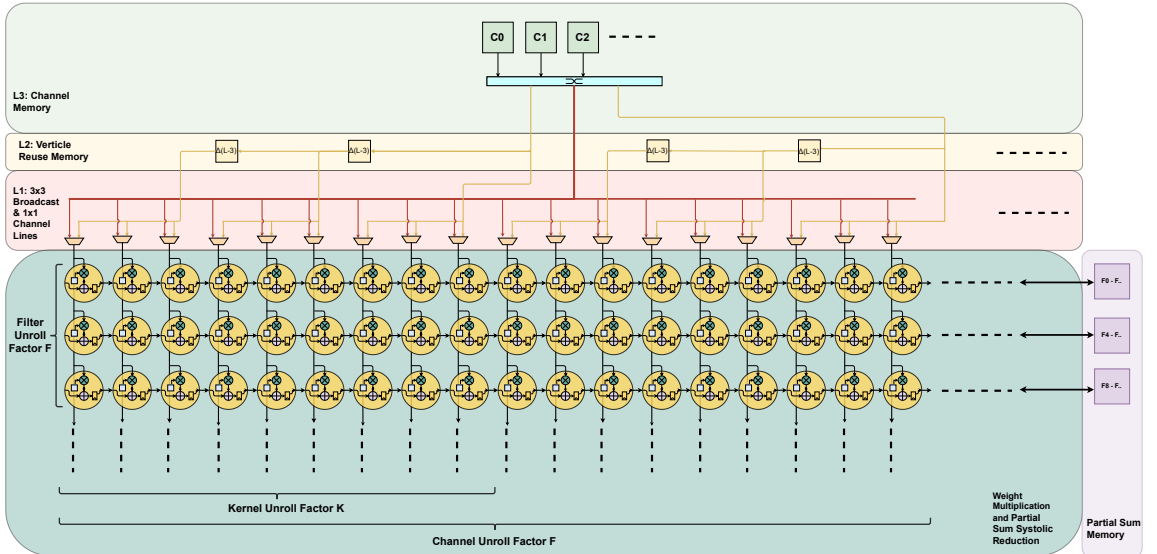 C0
C1
C2
L3: Channel
Memory
L2: Verticle
Reuse Memory
Δ(L-3)
Δ(L-3)
Δ(L-3)
Δ(L-3)
L1: 3x3
Broadcast
& 1x1
Channel
Lines
Filter
Unroll
Factor F
F0 - F..
F4 - F..
F8 - F..
Kernel Unroll Factor K
Channel Unroll Factor F
Weight
Multiplication
and Partial
Sum Systolic
Reduction
Partial Sum
Memory